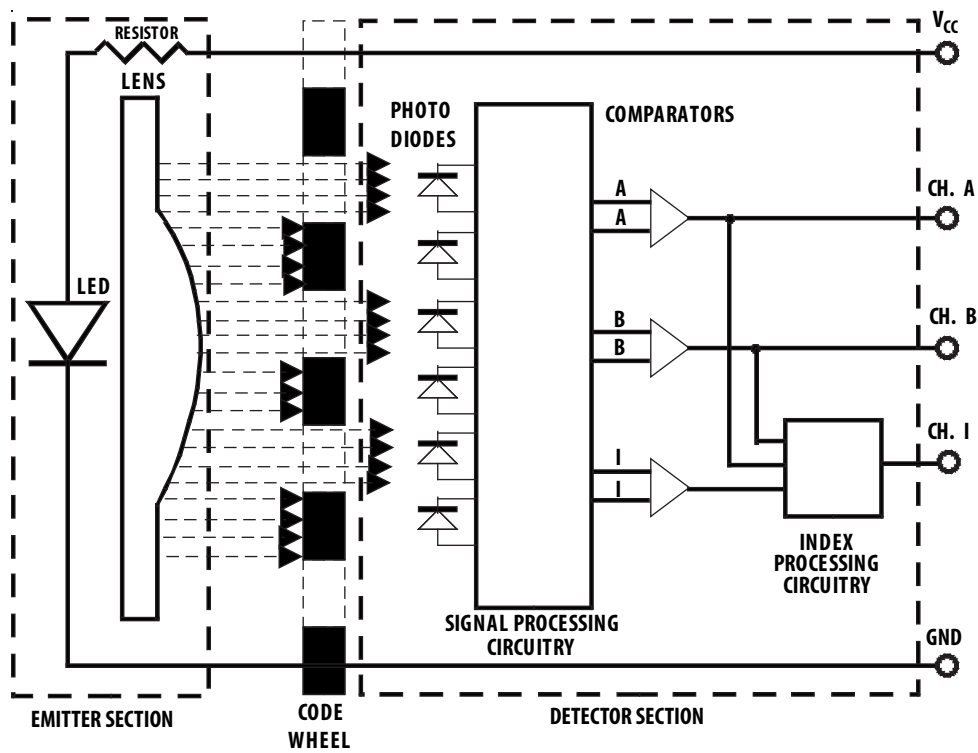 RESISTOR
LENS
LED
EMITTER SECTION
CODE
WHEEL
PHOTO
DIODES
COMPARATORS
A
A
B
B
I
I
SIGNAL PROCESSING
CIRCUITRY
INDEX
PROCESSING
CIRCUITRY
DETECTOR SECTION
VCC
CH. A
CH. B
CH. I
GND